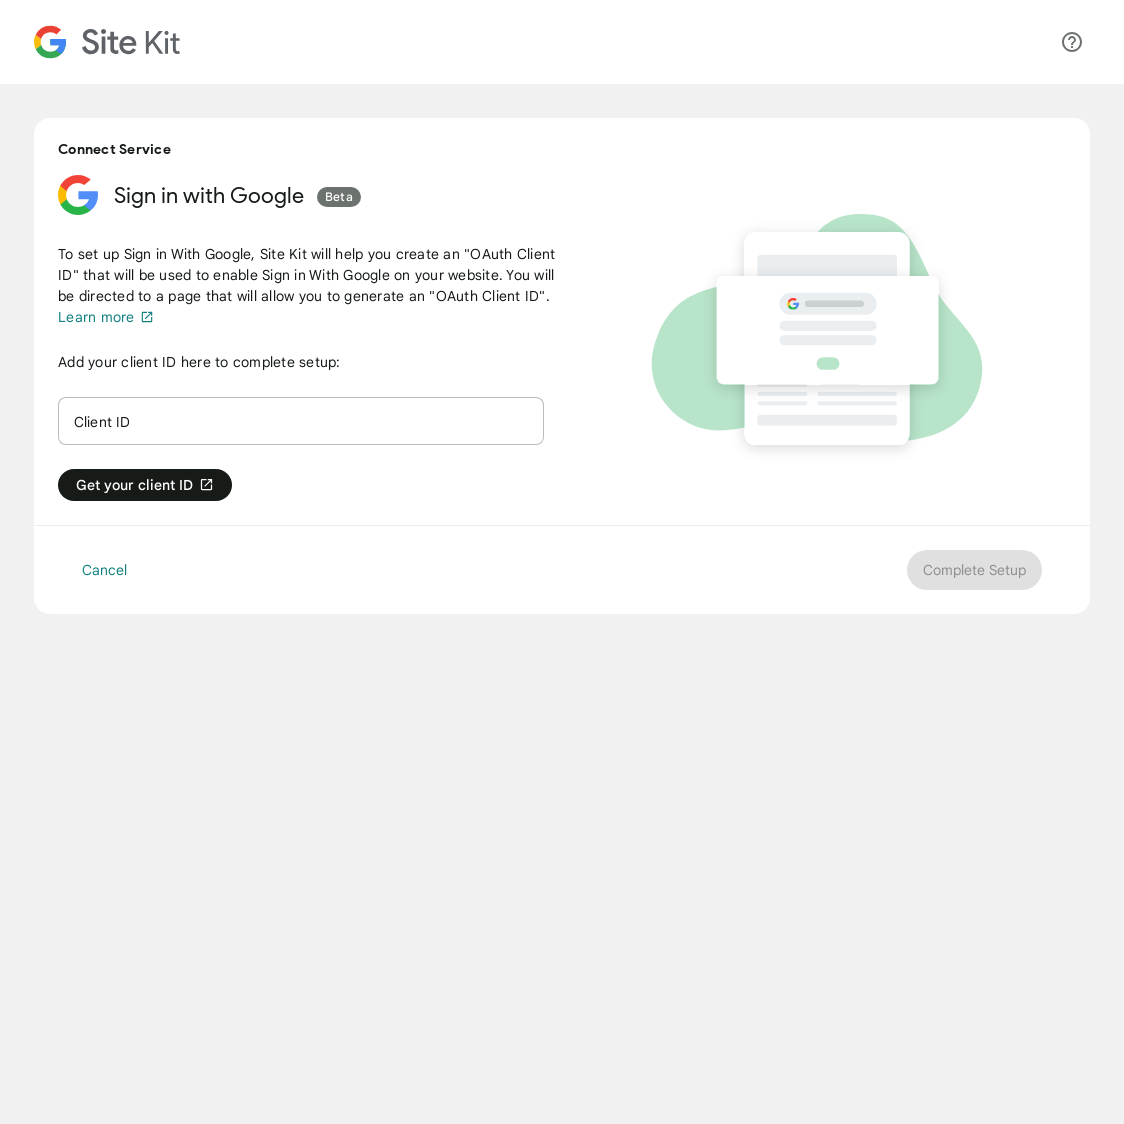 Site Kit
Connect Service
Sign in with Google Beta
To set up Sign in With Google, Site Kit will help you create an "OAuth Client
ID" that will be used to enable Sign in With Google on your website. You will
be directed to a page that will allow you to generate an "OAuth Client ID".
Learn more
Add your client ID here to complete setup:
Client ID
Get your client ID
Cancel
Complete Setup